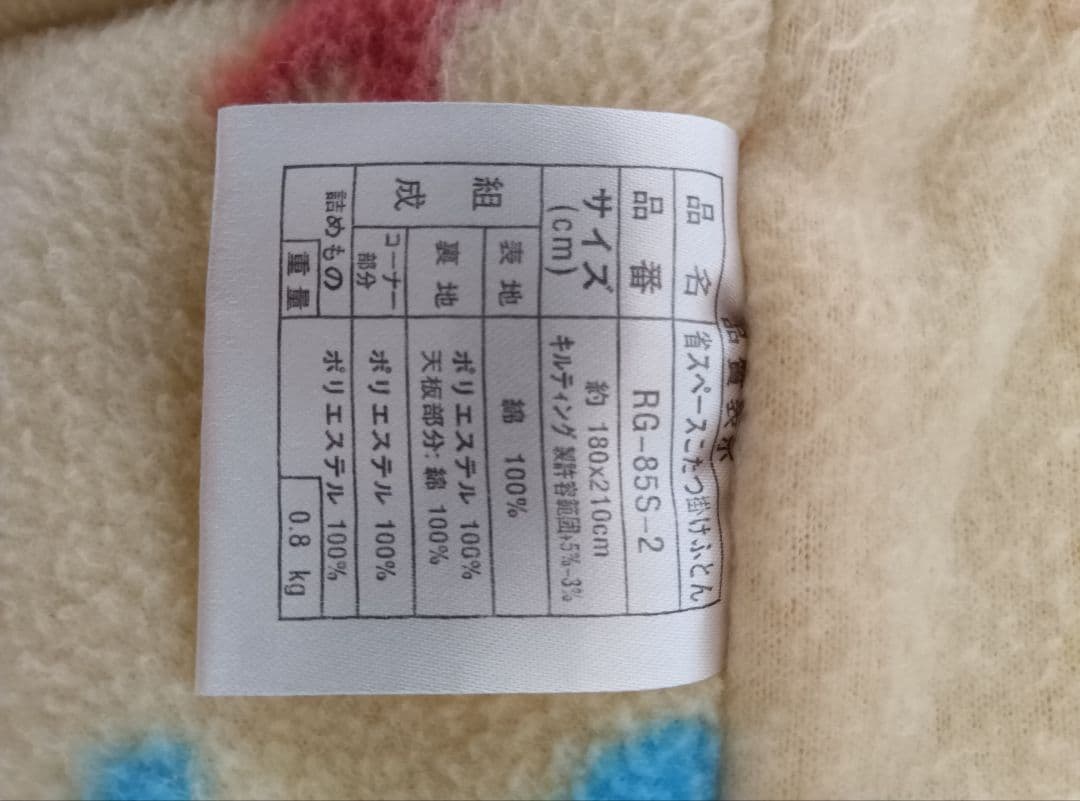 品質表示
品名 省スペースこたつ掛けふとん
品番 RG-85S-2
サイズ 約 180x210cm
(cm) キルティング製許容範囲+5%-3%
組成 表地 綿 100%
裏地 ポリエステル 100%
天板部分:綿 100%
コーナー部分 ポリエステル 100%
詰めもの ポリエステル 100%
重量 0.8 kg